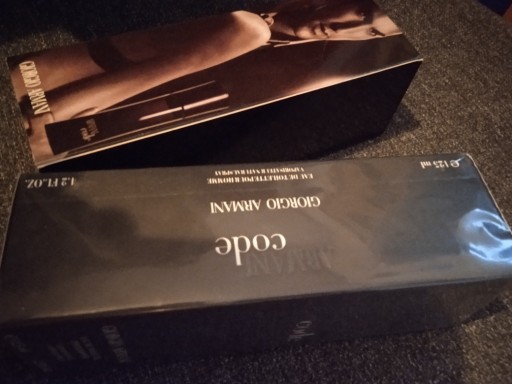 GIORGIO ARMANI
ARMANI
code
GIORGIO ARMANI
EAU DE TOILETTE POUR HOMME
VAPORISATEUR NATURAL SPRAY
℮ 125 ml
4.2 FL.OZ.
code